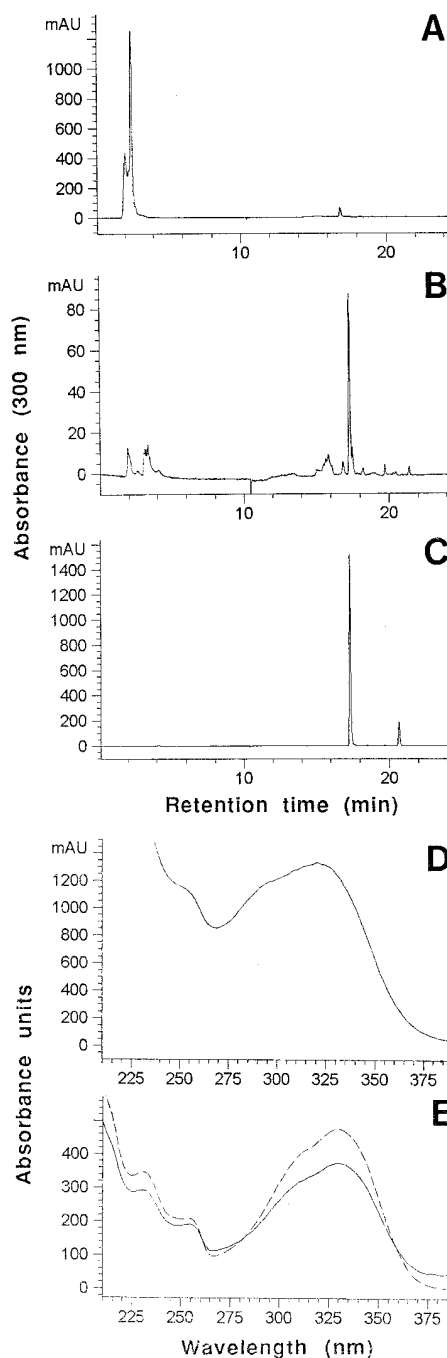 mAU
A
1000
800
600
400
200
0
10 20
mAU
B
80
60
40
20
0
10 20
Absorbance (300 nm)
mAU
C
1400
1200
1000
800
600
400
200
0
10 20
Retention time (min)
mAU
D
1200
1000
800
600
400
200
0
225 250 275 300 325 350 375
Absorbance units
E
400
300
200
100
0
225 250 275 300 325 350 375
Wavelength (nm)